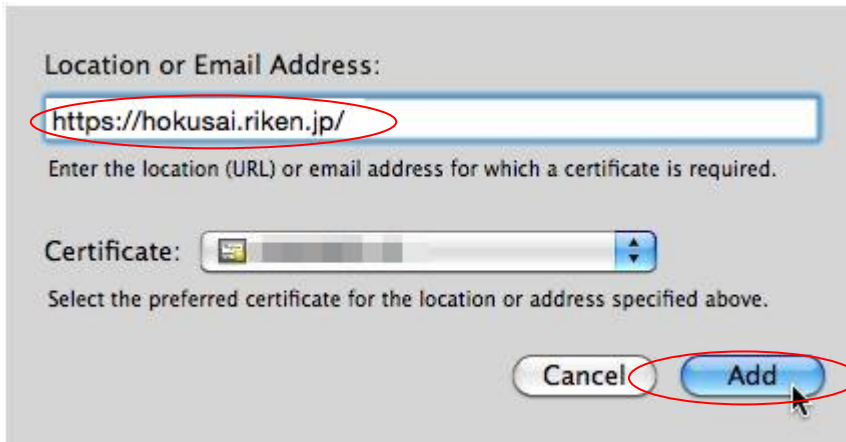 Location or Email Address:
https://hokusai.riken.jp/
Enter the location (URL) or email address for which a certificate is required.
Certificate:
Select the preferred certificate for the location or address specified above.
Cancel Add